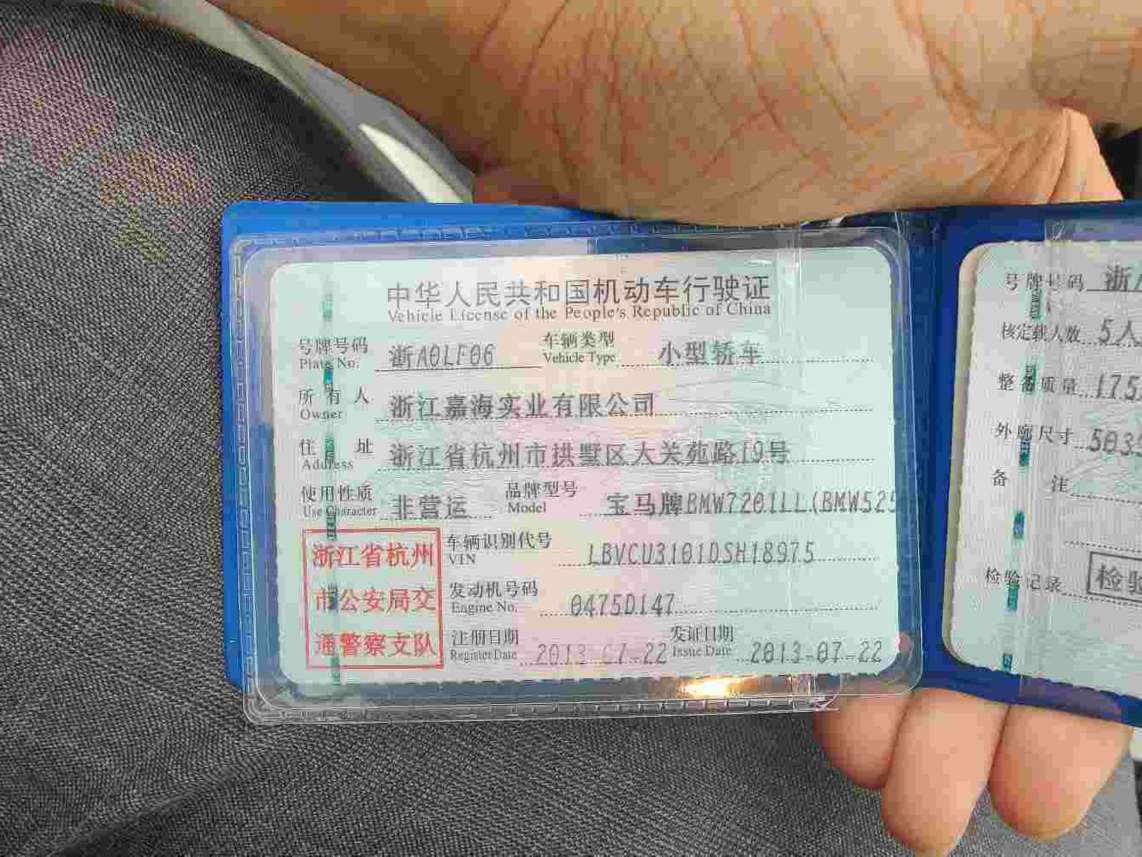 中华人民共和国机动车行驶证
Vehicle License of the People's Republic of China
号牌号码 浙A0LF06 车辆类型 小型轿车
Plate No. Vehicle Type
所有人 浙江嘉海实业有限公司
Owner
住址 浙江省杭州市拱墅区大关苑路19号
Address
使用性质 非营运 品牌型号 宝马牌BMW7201LL(BMW525
Use Character Model
浙江省杭州
市公安局交
通警察支队
车辆识别代号 LBVCU3101DSH18975
VIN
发动机号码 0475D147
Engine No.
注册日期 2013-07-22 发证日期 2013-07-22
Register Date Issue Date
号牌号码 浙
核定载人数 5人
整备质量 175
外廓尺寸 503
备注
检验记录 检验